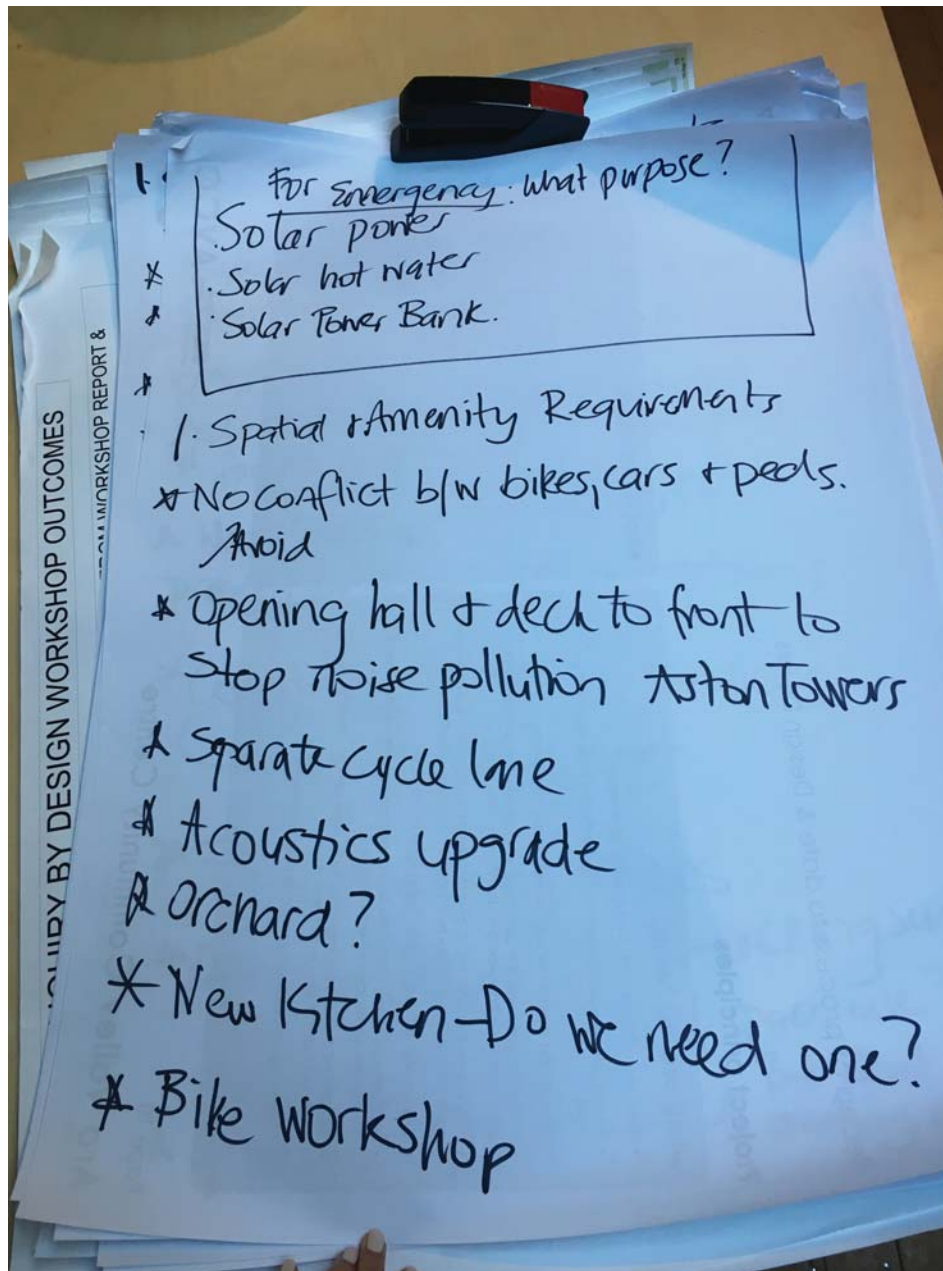 For Emergency: What purpose?
. Solar power
. Solar hot water
. Solar Power Bank.
1. Spatial + Amenity Requirements
* No conflict b/w bikes, cars + peds.
Avoid
* Opening hall + deck to front to
stop noise pollution Aston Towers
* Separate cycle lane
* Acoustics upgrade
* Orchard?
* New Kitchen - Do we need one?
* Bike workshop
BY DESIGN WORKSHOP OUTCOMES
WORKSHOP REPORT &